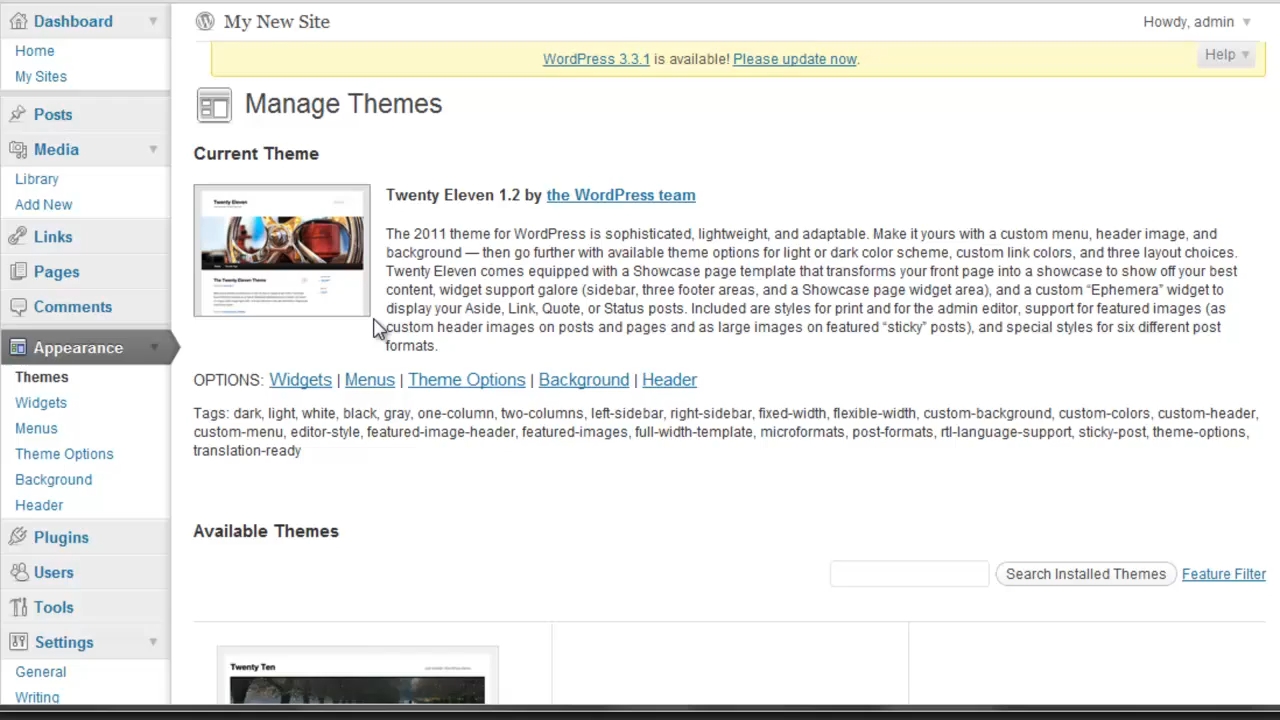 Dashboard
Home
My Sites
Posts
Media
Library
Add New
Links
Pages
Comments
Appearance
Themes
Widgets
Menus
Theme Options
Background
Header
Plugins
Users
Tools
Settings
General
Writing
My New Site
Howdy, admin
WordPress 3.3.1 is available! Please update now.
Help
Manage Themes
Current Theme
Twenty Eleven
Twenty Eleven 1.2 by the WordPress team
The 2011 theme for WordPress is sophisticated, lightweight, and adaptable. Make it yours with a custom menu, header image, and
background — then go further with available theme options for light or dark color scheme, custom link colors, and three layout choices.
Twenty Eleven comes equipped with a Showcase page template that transforms your front page into a showcase to show off your best
content, widget support galore (sidebar, three footer areas, and a Showcase page widget area), and a custom “Ephemera” widget to
display your Aside, Link, Quote, or Status posts. Included are styles for print and for the admin editor, support for featured images (as
custom header images on posts and pages and as large images on featured “sticky” posts), and special styles for six different post
formats.
OPTIONS: Widgets | Menus | Theme Options | Background | Header
Tags: dark, light, white, black, gray, one-column, two-columns, left-sidebar, right-sidebar, fixed-width, flexible-width, custom-background, custom-colors, custom-header,
custom-menu, editor-style, featured-image-header, featured-images, full-width-template, microformats, post-formats, rtl-language-support, sticky-post, theme-options,
translation-ready
Available Themes
Search Installed Themes
Feature Filter
Twenty Ten